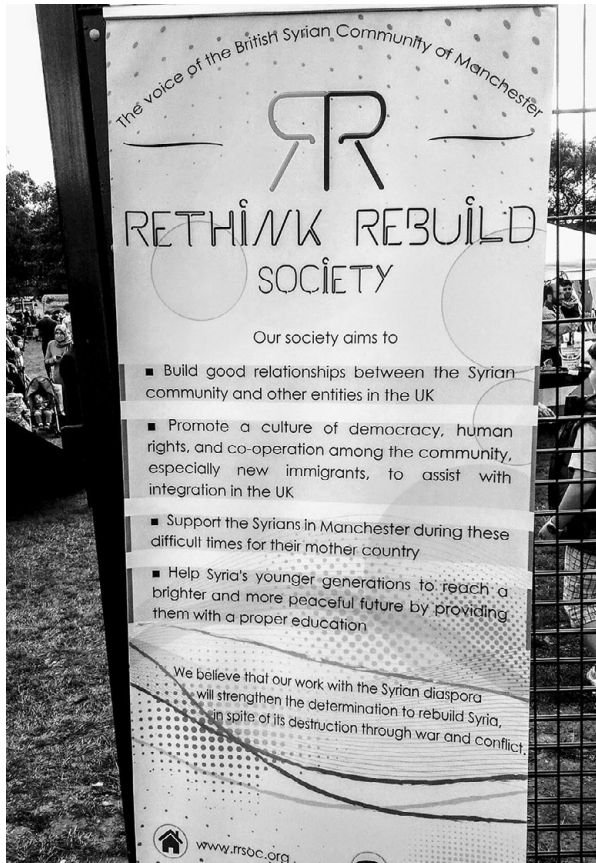 The voice of the British Syrian Community of Manchester
RR
RETHINK REBUILD
SOCIETY
Our society aims to
▪ Build good relationships between the Syrian
community and other entities in the UK
▪ Promote a culture of democracy, human
rights, and co-operation among the community,
especially new immigrants, to assist with
integration in the UK
▪ Support the Syrians in Manchester during these
difficult times for their mother country
▪ Help Syria's younger generations to reach a
brighter and more peaceful future by providing
them with a proper education
We believe that our work with the Syrian diaspora
will strengthen the determination to rebuild Syria,
in spite of its destruction through war and conflict.
www.rrsoc.org